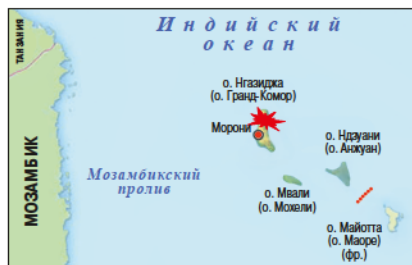 ТАНЗАНИЯ
Индийский
океан
о. Нгазиджа
(о. Гранд-Комор)
Морони
о. Ндзуани
(о. Анжуан)
МОЗАМБИК
Мозамбикский
пролив
о. Мвали
(о. Мохели)
о. Майотта
(о. Маоре)
(фр.)